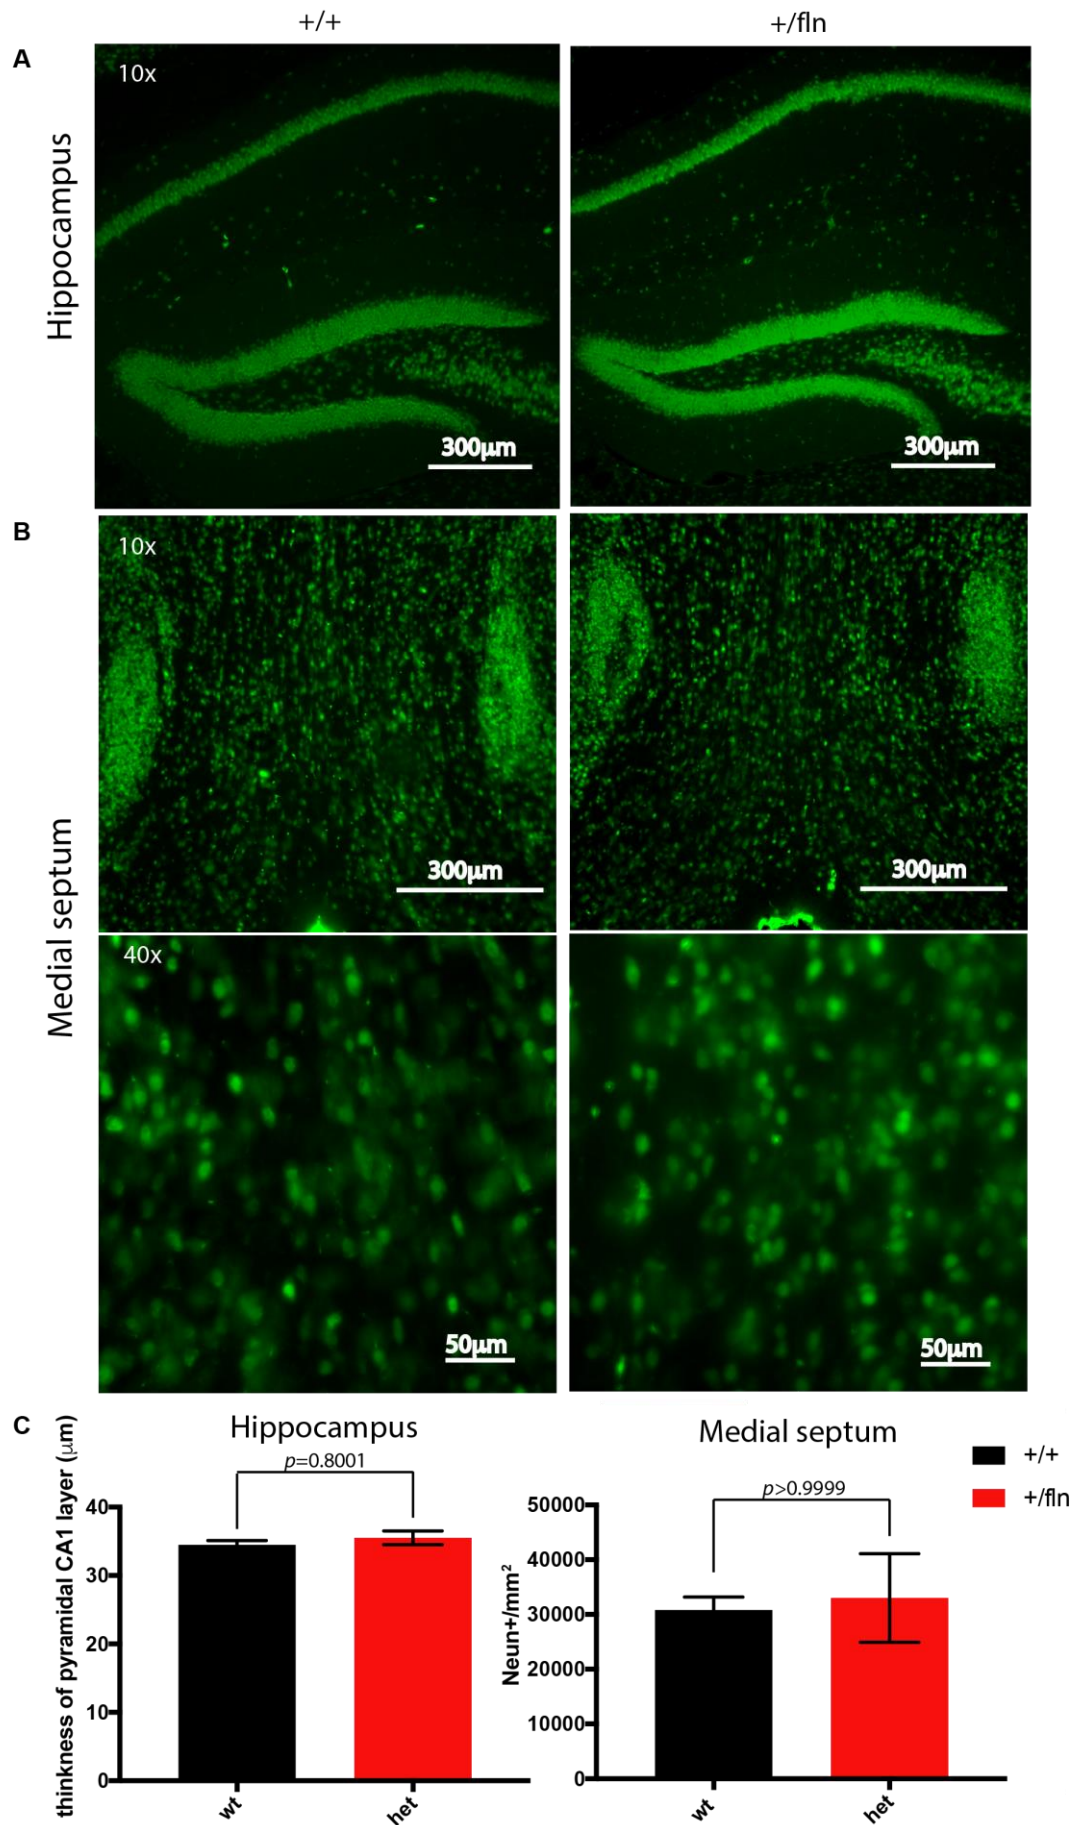 +/+
+/fln
A
10x
Hippocampus
300µm
300µm
B
10x
Medial septum
300µm
300µm
40x
50µm
50µm
C
Hippocampus
thinkness of pyramidal CA1 layer (µm)
p=0.8001
40
30
20
10
0
wt
het
Medial septum
Neun+/mm²
p>0.9999
50000
40000
30000
20000
10000
0
wt
het
+/+
+/fln